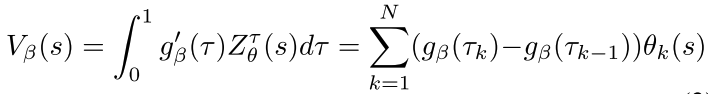 V_β(s) = ∫_0^1 g′_β(τ)Z_θ^τ(s)dτ = ∑_{k=1}^N (g_β(τ_k)−g_β(τ_{k−1}))θ_k(s)